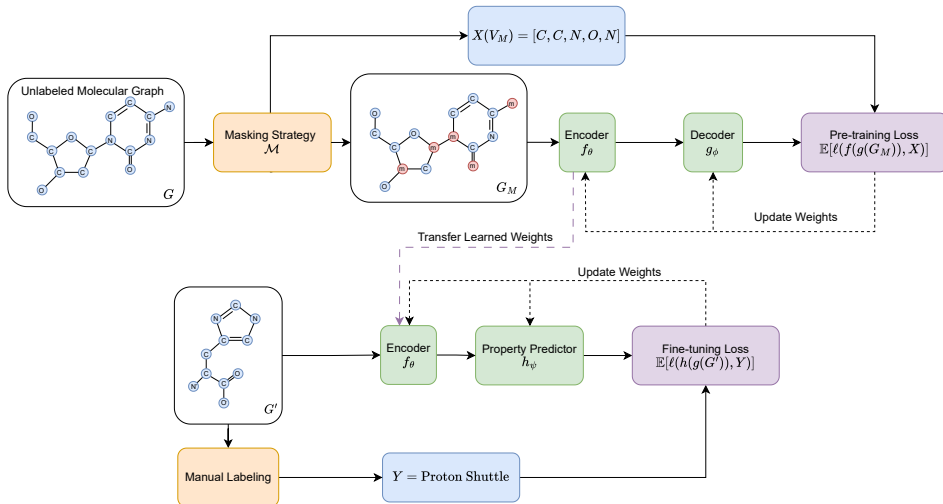 X(V_M) = [C, C, N, O, N]
Unlabeled Molecular Graph
O
C
C
O
C
C
C
O
N
C
C
C
N
C
N
O
G
Masking Strategy
M
O
C
C
O
m
C
m
O
m
C
C
C
N
C
m
m
G_M
Encoder
f_θ
Decoder
g_ϕ
Pre-training Loss
𝔼[ℓ(f(g(G_M)), X)]
Update Weights
Transfer Learned Weights
Update Weights
C
N
N
C
C
C
C
C
O
N
O
G′
Encoder
f_θ
Property Predictor
h_ϕ
Fine-tuning Loss
𝔼[ℓ(h(g(G′)), Y)]
Manual Labeling
Y = Proton Shuttle